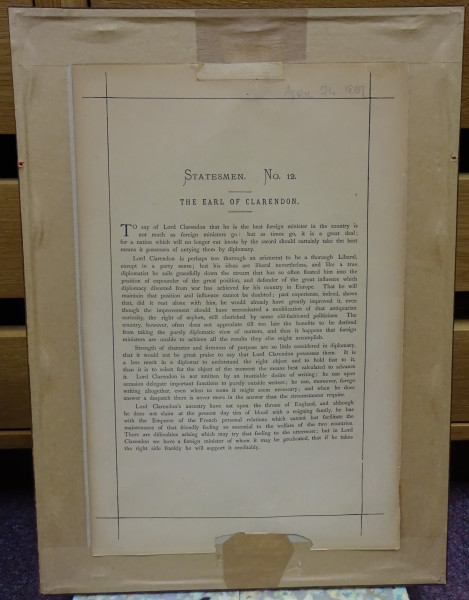 STATESMEN. No. 12.
THE EARL OF CLARENDON.
TO say of Lord Clarendon that he is the best foreign minister in the country is
not much as foreign ministers go: but as times go, it is a great deal;
for a nation which will no longer cut knots by the sword should certainly take the best
means it possesses of untying them by diplomacy.
Lord Clarendon is perhaps too thorough an aristocrat to be a thorough Liberal,
except in a party sense; but his ideas are liberal nevertheless, and like a true
diplomatist he sails gracefully down the stream that has so often floated him into the
position of expounder of the great position, and defender of the great influence which
diplomacy divorced from war has achieved for his country in Europe. That he will
maintain that position and influence cannot be doubted; past experience, indeed, shows
that, did it rest alone with him, he would already have greatly improved it, even
though the improvement should have necessitated a modification of that antiquarian
curiosity, the right of asylum, still cherished by some old-fashioned politicians. The
country, however, often does not appreciate till too late the benefits to be derived
from taking the purely diplomatic view of matters, and thus it happens that foreign
ministers are unable to achieve all the results they else might accomplish.
Strength of character and firmness of purpose are so little considered in diplomacy,
that it would not be great praise to say that Lord Clarendon possesses them. It is
a less merit in a diplomat to understand the right object and to hold fast to it,
than it is to select for the object of the moment the means best calculated to advance
it. Lord Clarendon is not smitten by an insatiable desire of writing; he can upon
occasion delegate important functions to purely outside writers; he can, moreover, forego
writing altogether, even when to some it might seem necessary; and when he does
answer a despatch there is never more in the answer than the circumstances require.
Lord Clarendon's ancestry have sat upon the throne of England, and although
he does not claim at the present day ties of blood with a reigning family, he has
with the Emperor of the French personal relations which cannot but facilitate the
maintenance of that friendly feeling so essential to the welfare of the two countries.
There are difficulties arising which may try that feeling to the uttermost; but in Lord
Clarendon we have a foreign minister of whom it may be predicated, that if he takes
the right side frankly he will support it creditably.